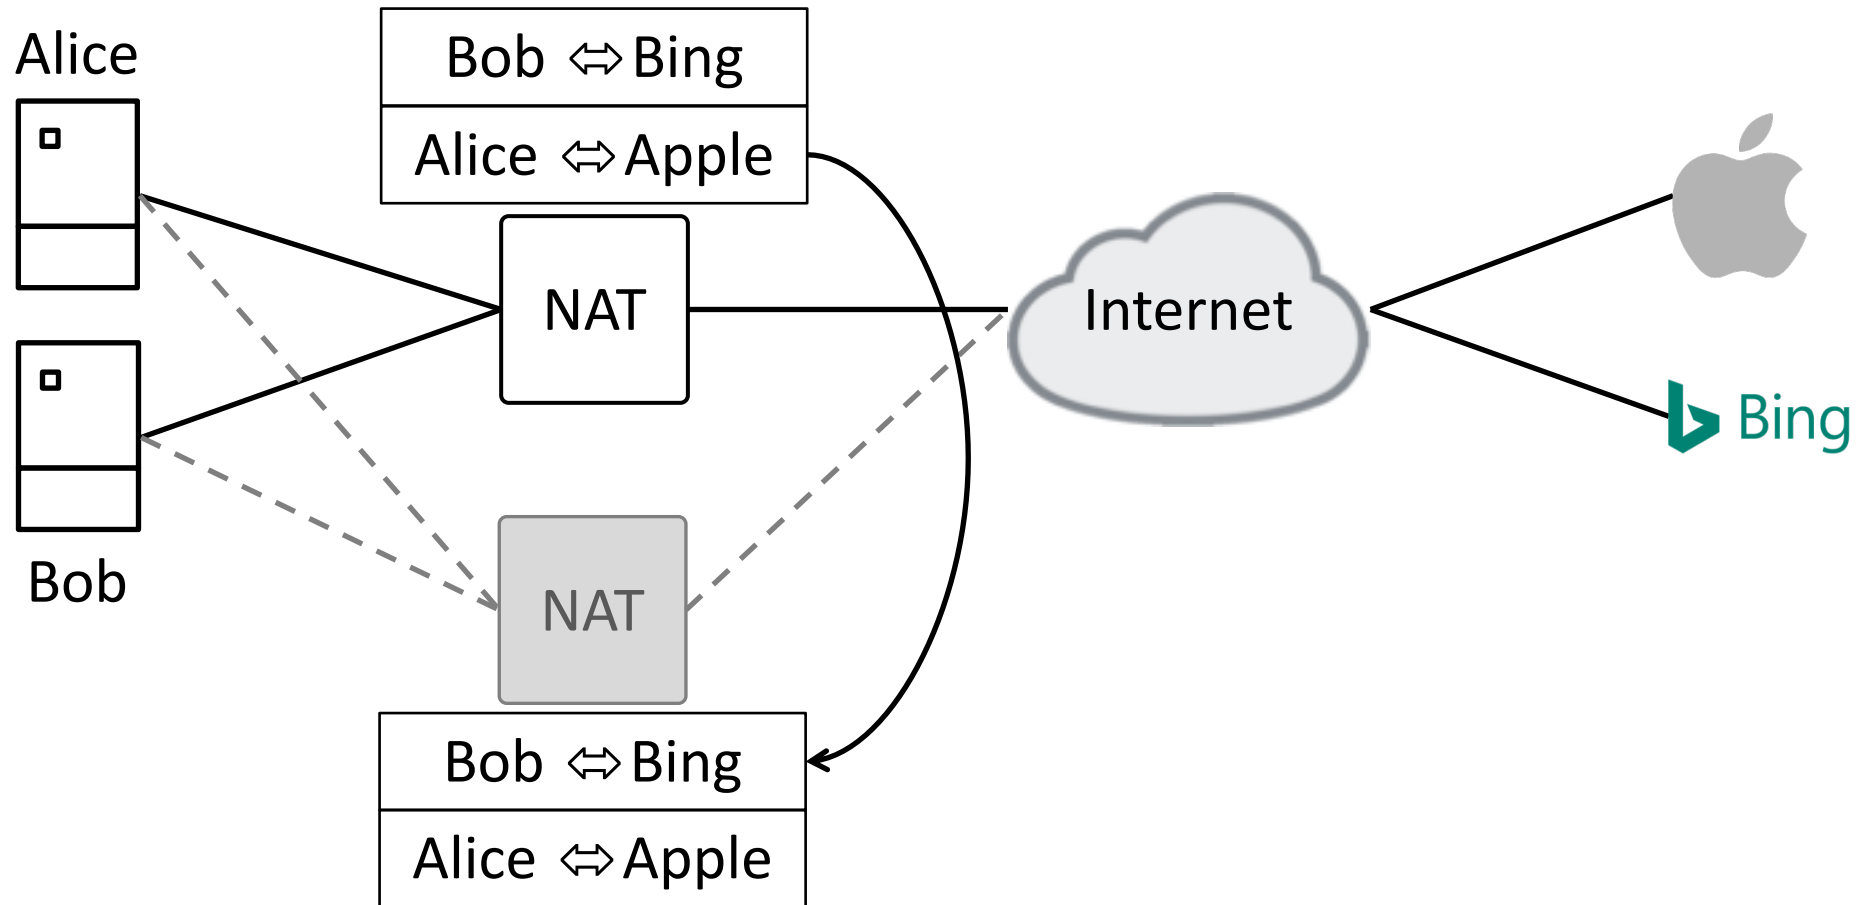 Alice
Bob ⇔ Bing
Alice ⇔ Apple
NAT
Internet
Bing
Bob
NAT
Bob ⇔ Bing
Alice ⇔ Apple